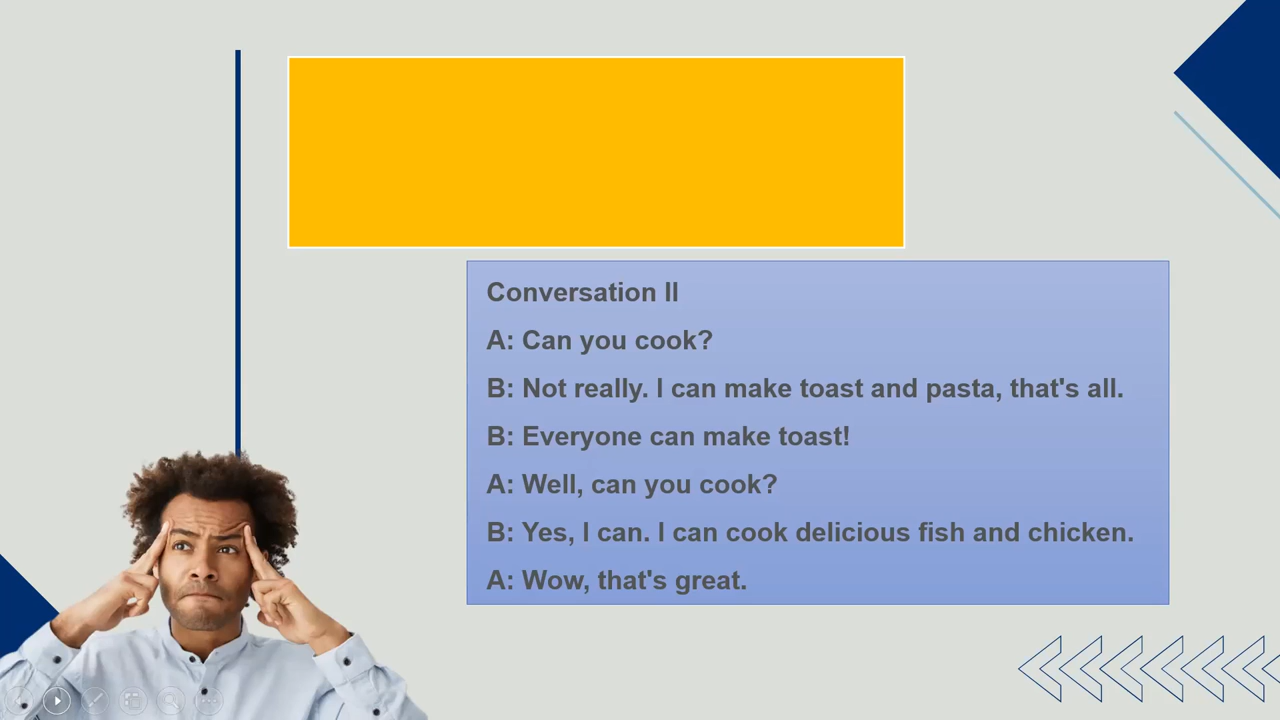 Conversation II
A: Can you cook?
B: Not really. I can make toast and pasta, that's all.
B: Everyone can make toast!
A: Well, can you cook?
B: Yes, I can. I can cook delicious fish and chicken.
A: Wow, that's great.